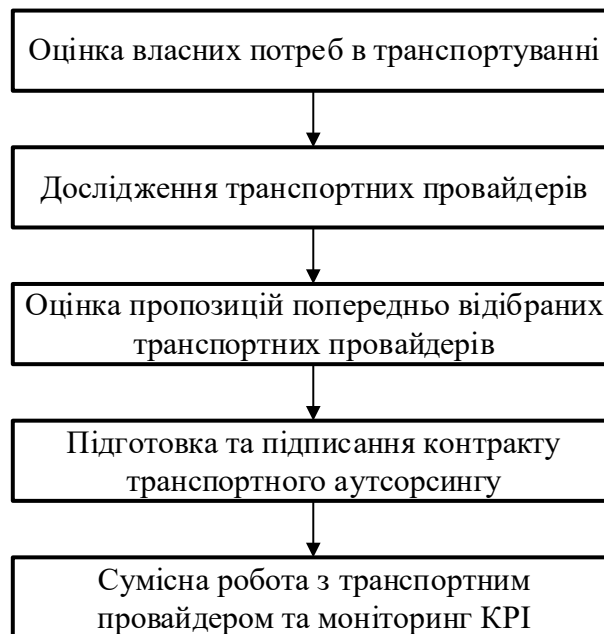 Оцінка власних потреб в транспортуванні
Дослідження транспортних провайдерів
Оцінка пропозицій попередньо відібраних
транспортних провайдерів
Підготовка та підписання контракту
транспортного аутсорсингу
Сумісна робота з транспортним
провайдером та моніторинг КРІ